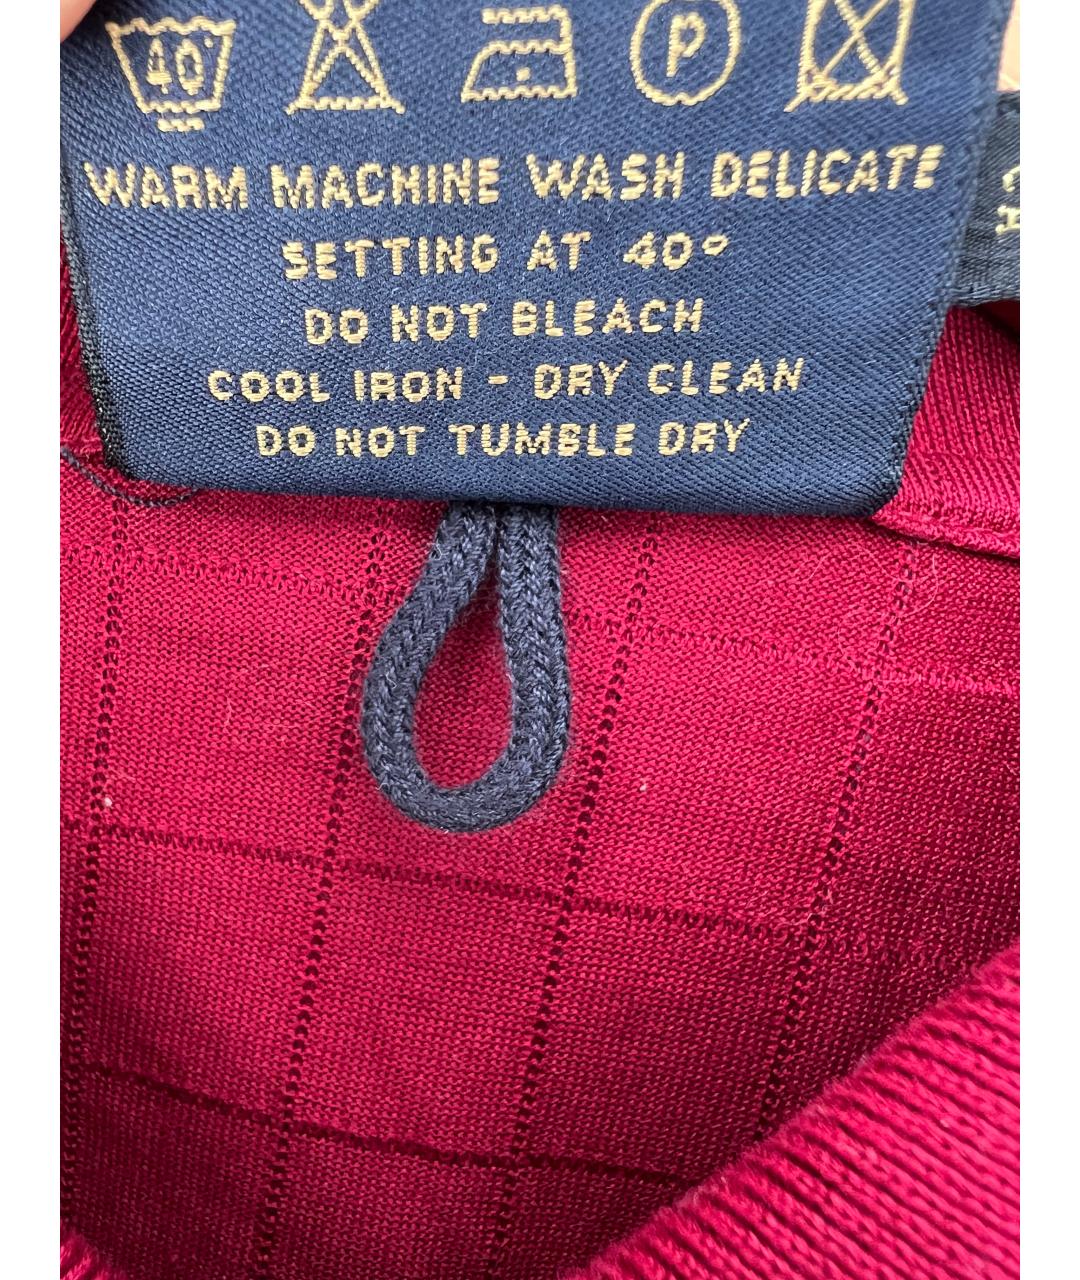 40 P
WARM MACHINE WASH DELICATE
SETTING AT 40°
DO NOT BLEACH
COOL IRON - DRY CLEAN
DO NOT TUMBLE DRY